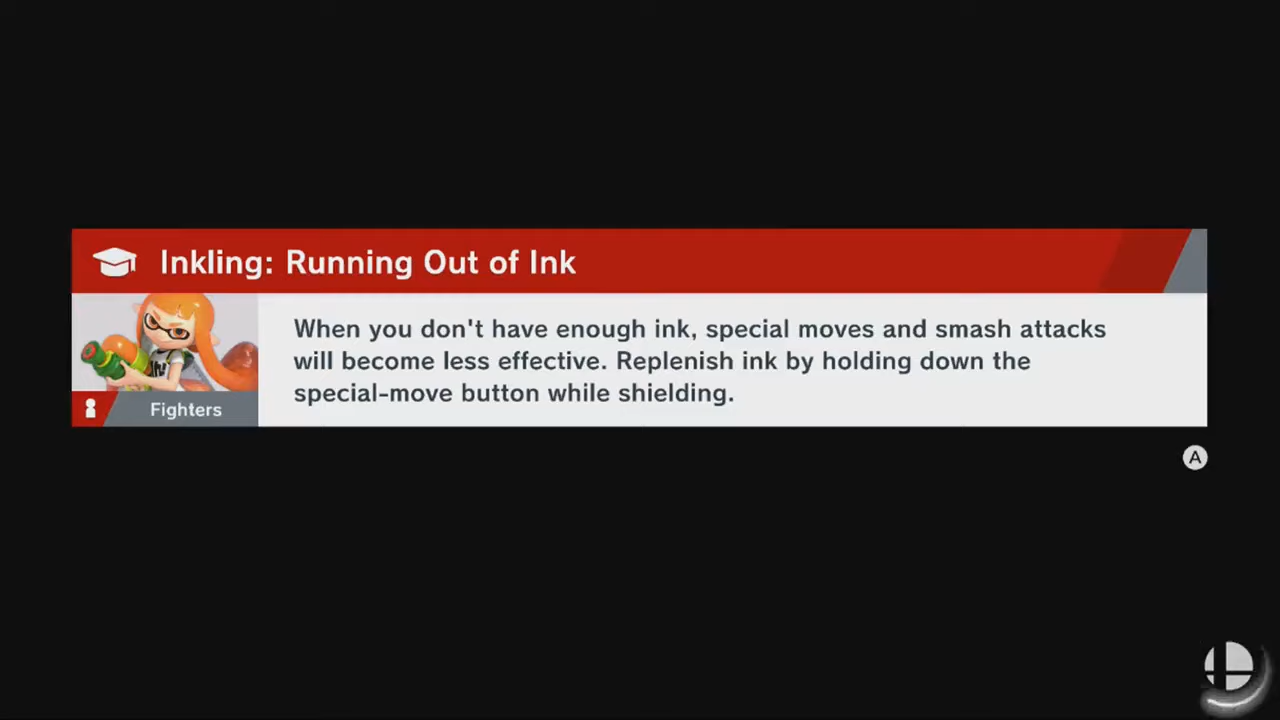 Inkling: Running Out of Ink
When you don't have enough ink, special moves and smash attacks
will become less effective. Replenish ink by holding down the
special-move button while shielding.
Fighters
A